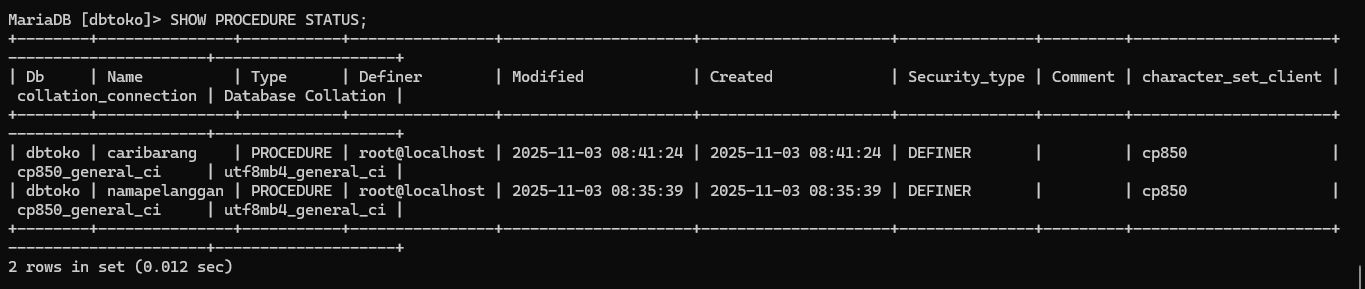 MariaDB [dbtoko]> SHOW PROCEDURE STATUS;
+--------+---------------+-----------+----------------+---------------------+---------------------+---------------+---------+----------------------+
----------------------+--------------------+
| Db     | Name          | Type      | Definer        | Modified            | Created             | Security_type | Comment | character_set_client |
 collation_connection | Database Collation |
+--------+---------------+-----------+----------------+---------------------+---------------------+---------------+---------+----------------------+
----------------------+--------------------+
| dbtoko | caribarang    | PROCEDURE | root@localhost | 2025-11-03 08:41:24 | 2025-11-03 08:41:24 | DEFINER       |         | cp850                |
 cp850_general_ci     | utf8mb4_general_ci |
| dbtoko | namapelanggan | PROCEDURE | root@localhost | 2025-11-03 08:35:39 | 2025-11-03 08:35:39 | DEFINER       |         | cp850                |
 cp850_general_ci     | utf8mb4_general_ci |
+--------+---------------+-----------+----------------+---------------------+---------------------+---------------+---------+----------------------+
----------------------+--------------------+
2 rows in set (0.012 sec)